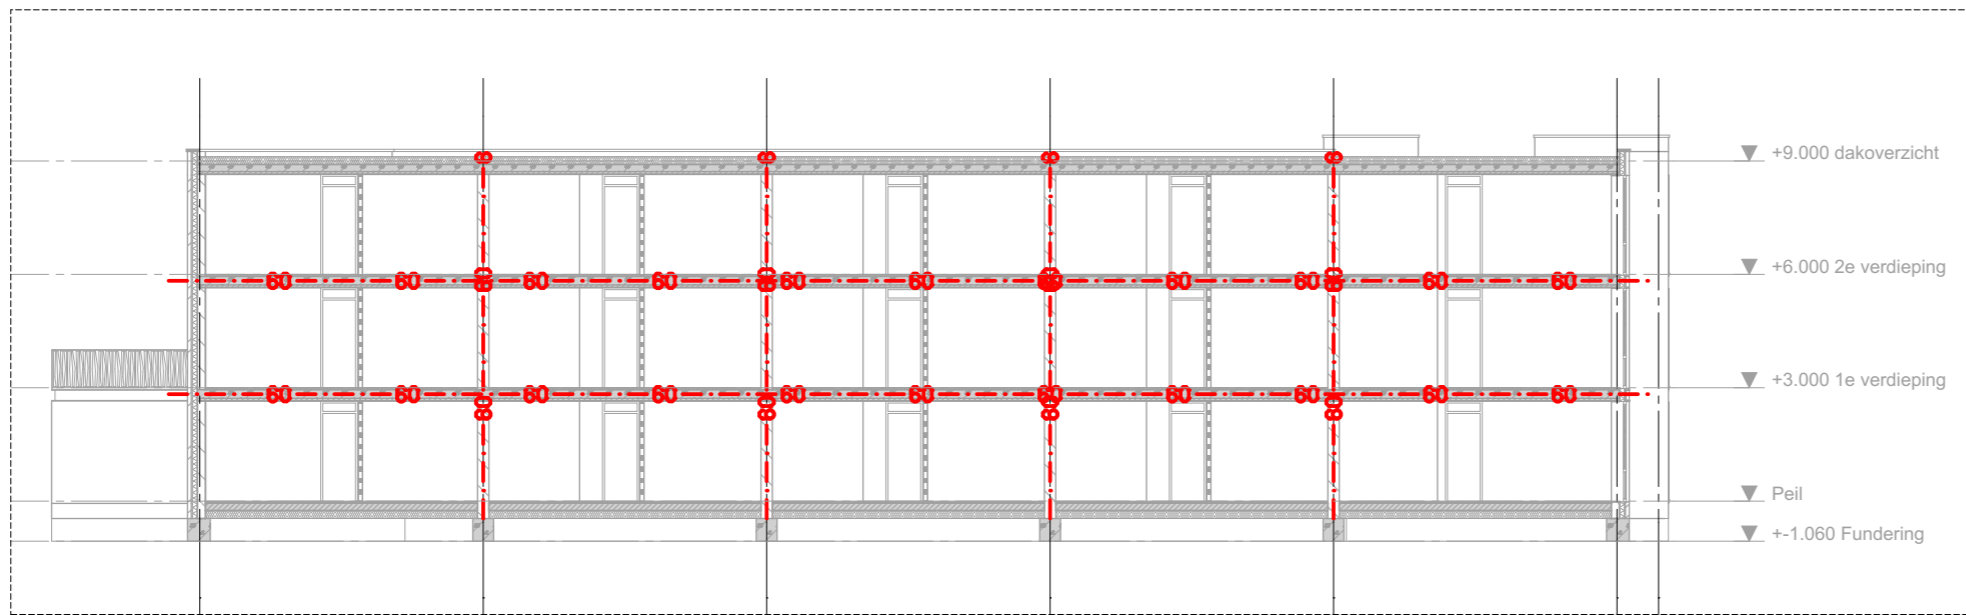 +9.000 dakoverzicht
60 60 60 60 60 60 60 60 60 60
+6.000 2e verdieping
60 60 60 60 60 60 60 60 60 60 60
+3.000 1e verdieping
Peil
+-1.060 Fundering